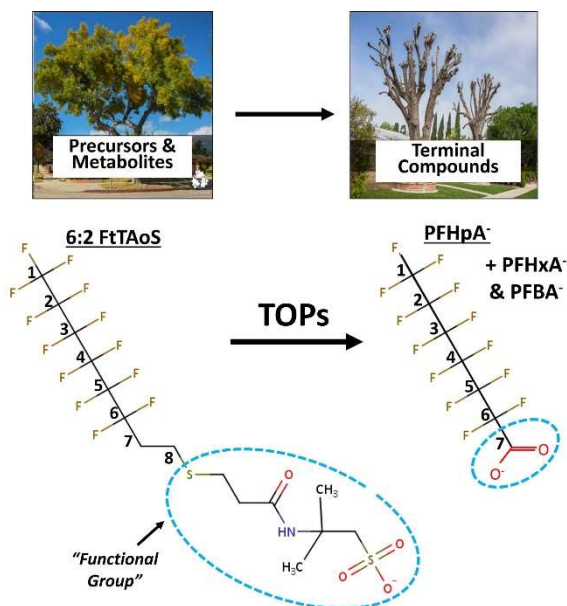 Precursors &
Metabolites
Terminal
Compounds
6:2 FtTAoS
PFHpA⁻
+ PFHxA⁻
& PFBA⁻
TOPs
F
F
F
1
F
F
2
F
F
3
F
F
4
F
F
5
F
F
6
F
7
8
S
O
NH
CH₃
H₃C
O
S
O
O⁻
"Functional
Group"
F
F
F
1
F
F
2
F
F
3
F
F
4
F
F
5
F
F
6
F
7
O
O⁻